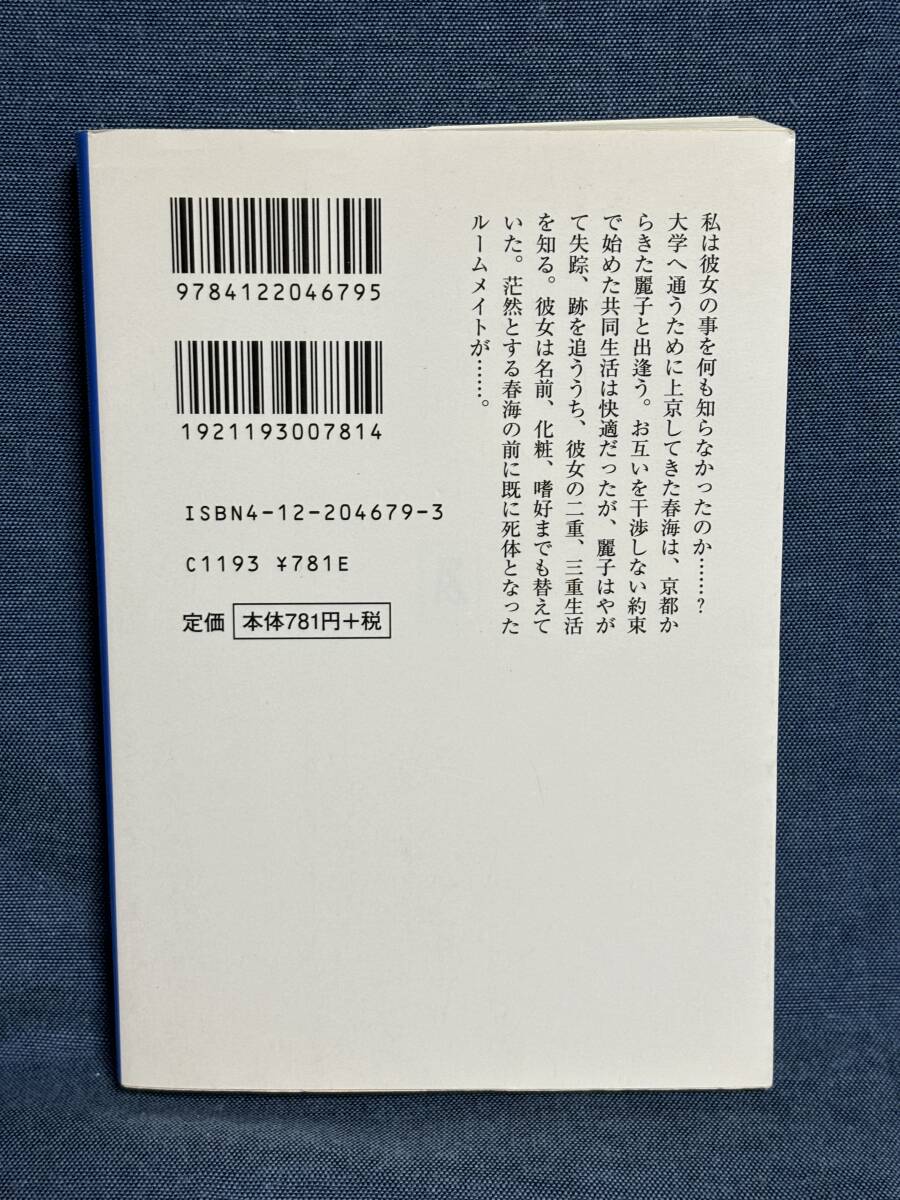 私は彼女の事を何も知らなかったのか……？
大学へ通うために上京してきた春海は、京都か
らきた麗子と出逢う。お互いを干渉しない約束
で始めた共同生活は快適だったが、麗子はやが
て失踪、跡を追ううち、彼女の二重、三重生活
を知る。彼女は名前、化粧、嗜好までも替えて
いた。茫然とする春海の前に既に死体となった
ルームメイトが……。
9784122046795
1921193007814
ISBN4-12-204679-3
C1193 ¥781E
定価 本体781円+税